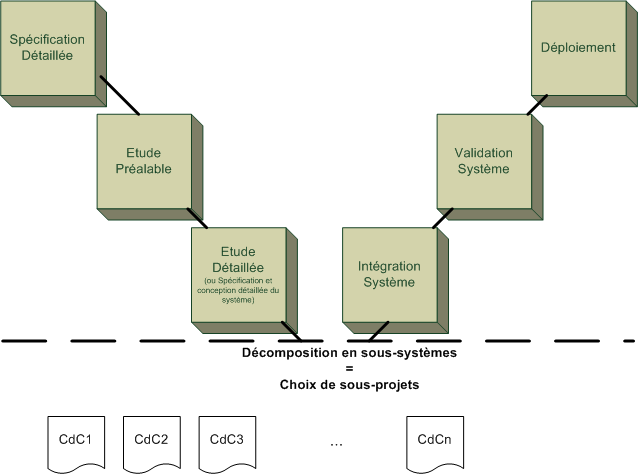 Spécification
Détaillée
Déploiement
Etude
Préalable
Validation
Système
Etude
Détaillée
(ou Spécification et
conception détaillée du
système)
Intégration
Système
Décomposition en sous-systèmes
=
Choix de sous-projets
CdC1
CdC2
CdC3
...
CdCn